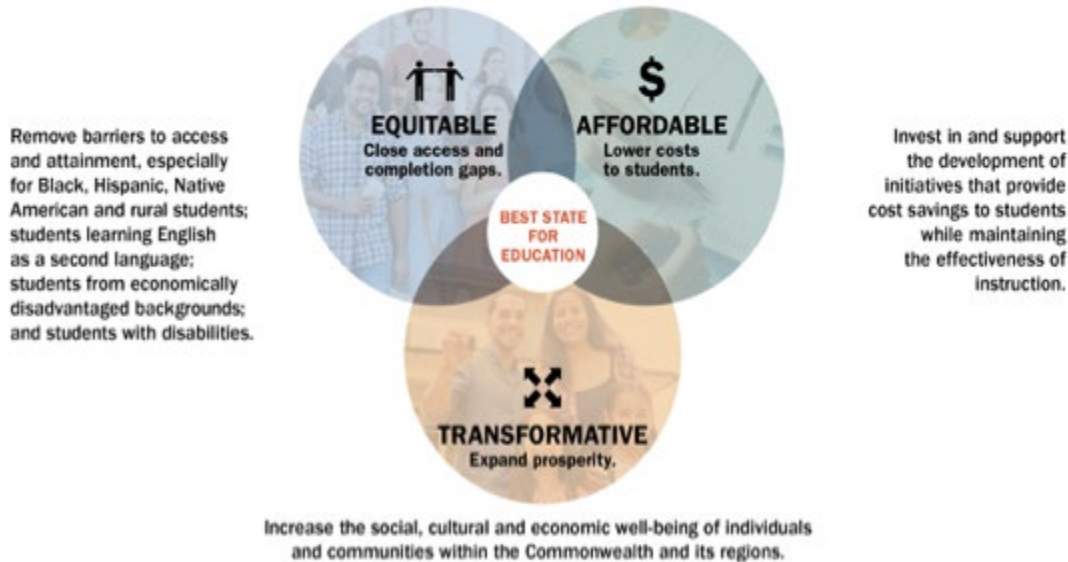 Remove barriers to access
and attainment, especially
for Black, Hispanic, Native
American and rural students;
students learning English
as a second language;
students from economically
disadvantaged backgrounds;
and students with disabilities.
EQUITABLE
Close access and
completion gaps.
$
AFFORDABLE
Lower costs
to students.
Invest in and support
the development of
initiatives that provide
cost savings to students
while maintaining
the effectiveness of
instruction.
BEST STATE
FOR
EDUCATION
TRANSFORMATIVE
Expand prosperity.
Increase the social, cultural and economic well-being of individuals
and communities within the Commonwealth and its regions.